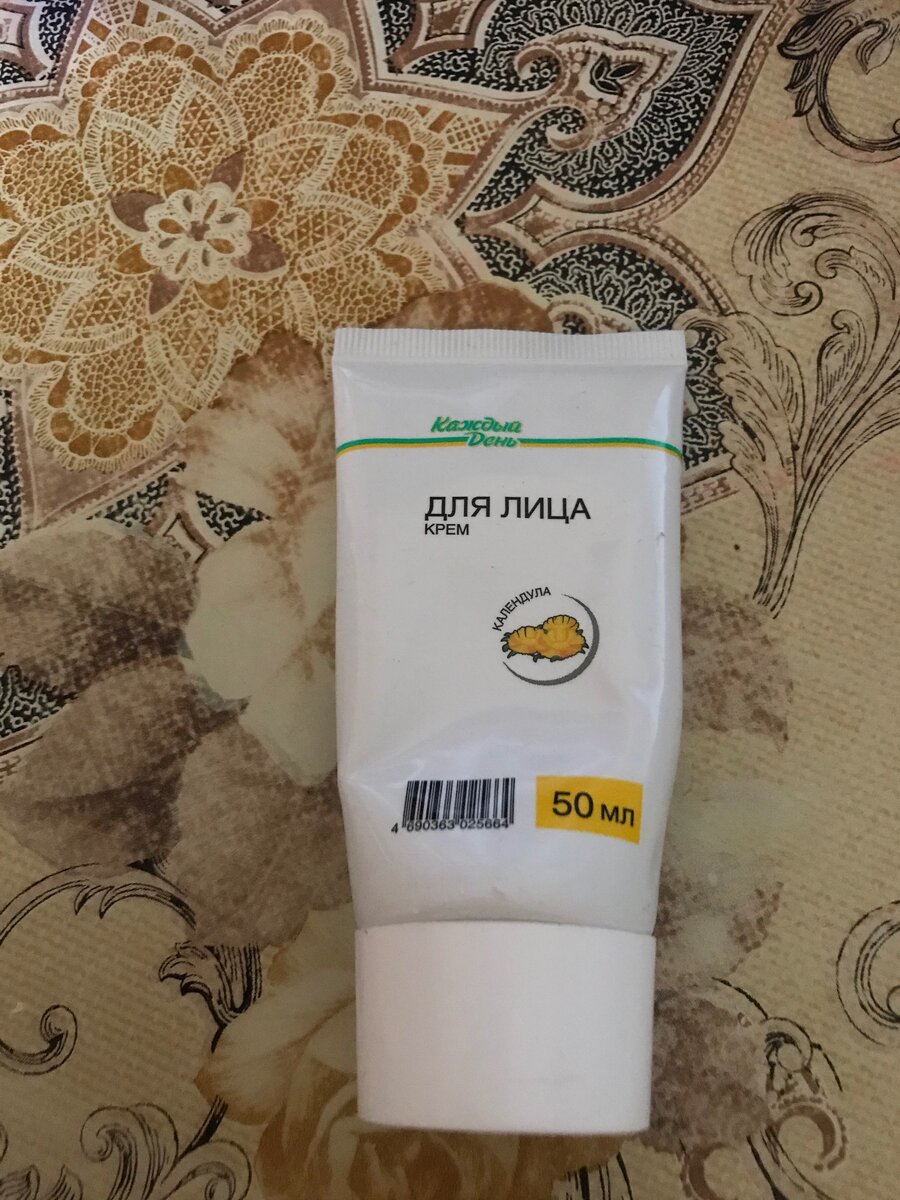 Каждый
День
ДЛЯ ЛИЦА
КРЕМ
КАЛЕНДУЛА
4 690363 025664
50 мл